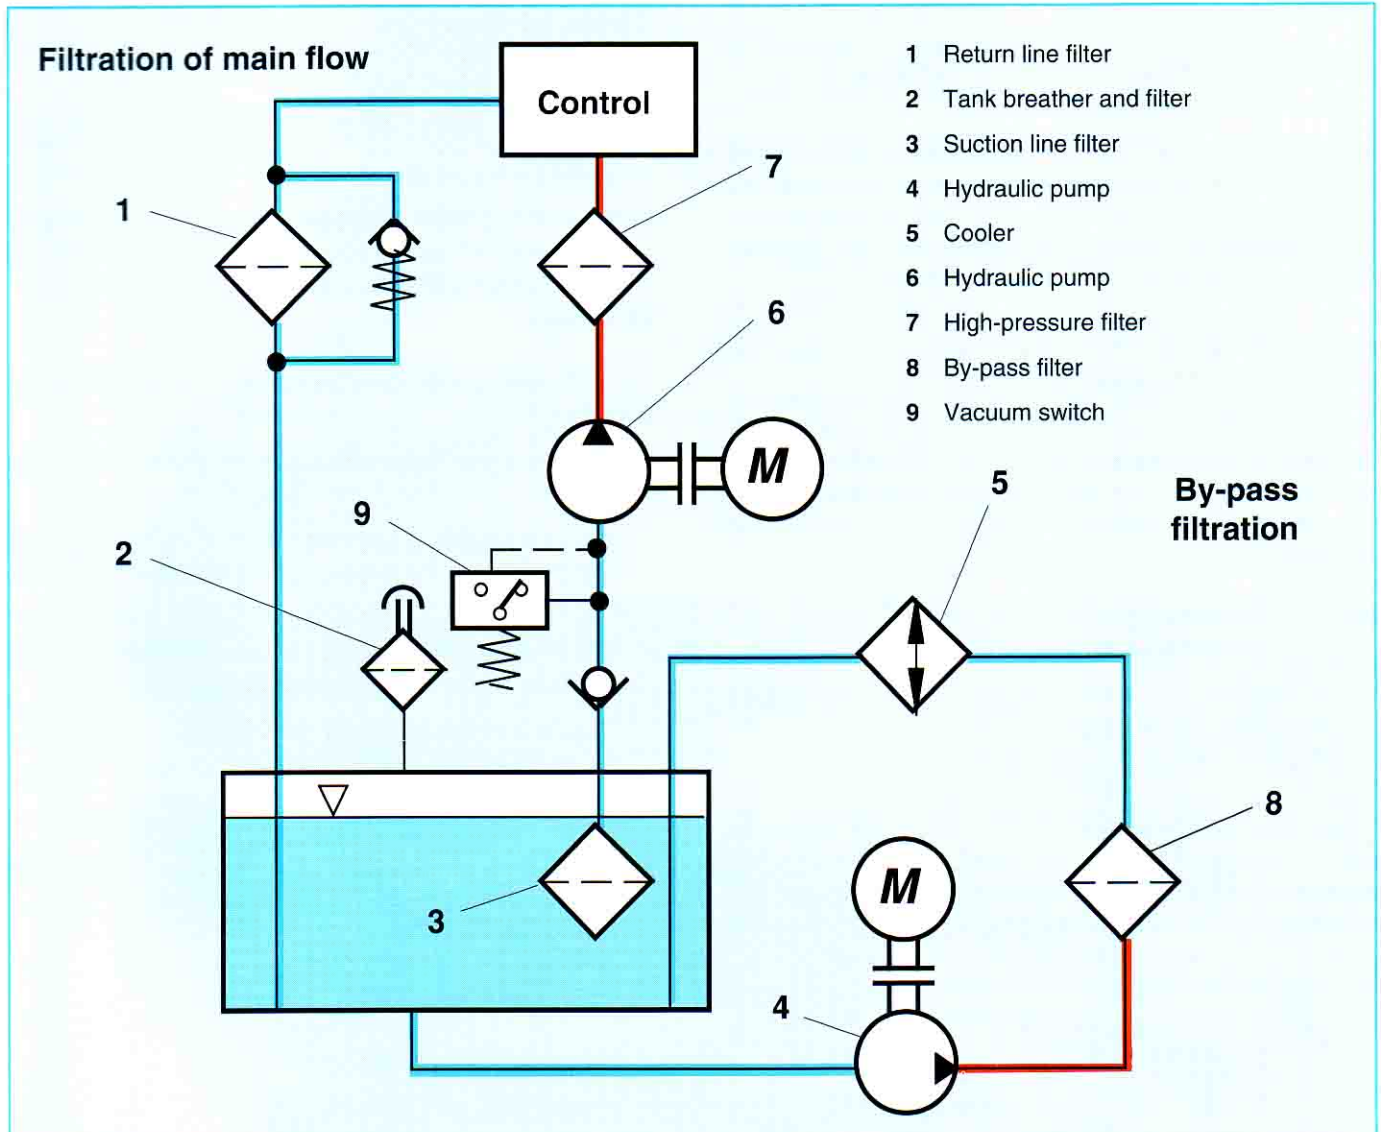 Filtration of main flow
Control
1 Return line filter
2 Tank breather and filter
3 Suction line filter
4 Hydraulic pump
5 Cooler
6 Hydraulic pump
7 High-pressure filter
8 By-pass filter
9 Vacuum switch
7
1
6
M
5
By-pass
filtration
9
2
8
M
3
4